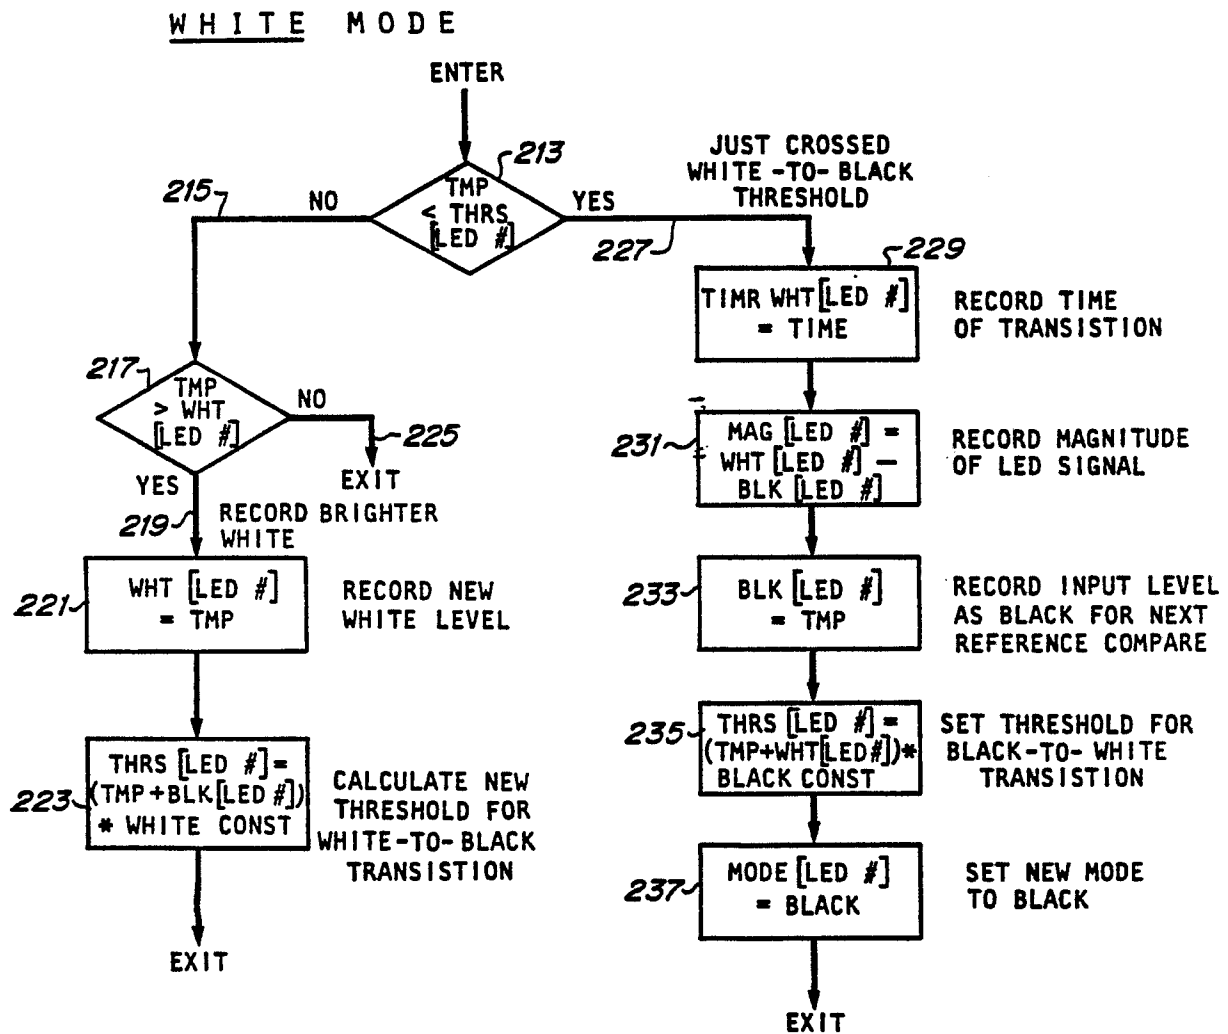 WHITE MODE
ENTER
213
TMP
< THRS
[LED #]
215
NO
YES
227
JUST CROSSED
WHITE-TO-BLACK
THRESHOLD
229
TIMR WHT[LED #]
= TIME
RECORD TIME
OF TRANSISTION
217
TMP
> WHT
[LED #]
NO
225
EXIT
YES
219
RECORD BRIGHTER
WHITE
231
MAG [LED #] =
WHT [LED #] –
BLK [LED #]
RECORD MAGNITUDE
OF LED SIGNAL
221
WHT [LED #]
= TMP
RECORD NEW
WHITE LEVEL
233
BLK [LED #]
= TMP
RECORD INPUT LEVEL
AS BLACK FOR NEXT
REFERENCE COMPARE
223
THRS [LED #]=
(TMP+BLK[LED#])
* WHITE CONST
CALCULATE NEW
THRESHOLD FOR
WHITE-TO-BLACK
TRANSISTION
EXIT
235
THRS [LED #]=
(TMP+WHT[LED#])*
BLACK CONST
SET THRESHOLD FOR
BLACK-TO-WHITE
TRANSISTION
237
MODE [LED #]
= BLACK
SET NEW MODE
TO BLACK
EXIT